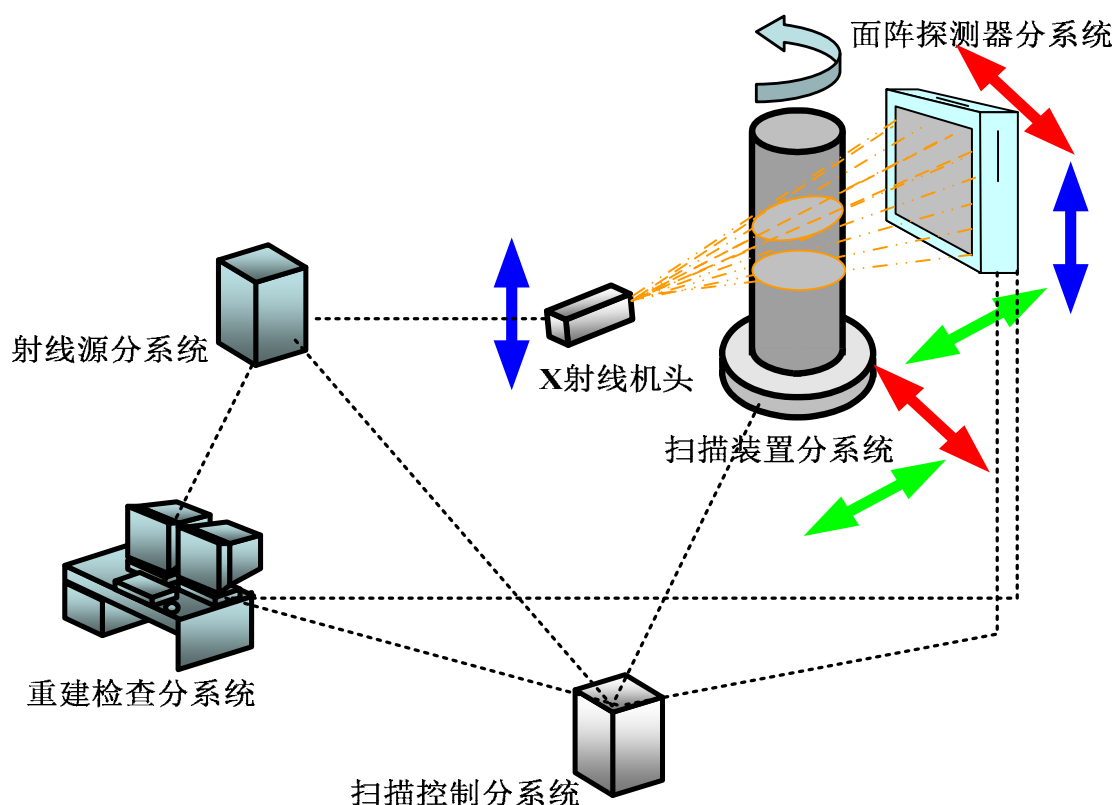 面阵探测器分系统
射线源分系统
X射线机头
扫描装置分系统
重建检查分系统
扫描控制分系统